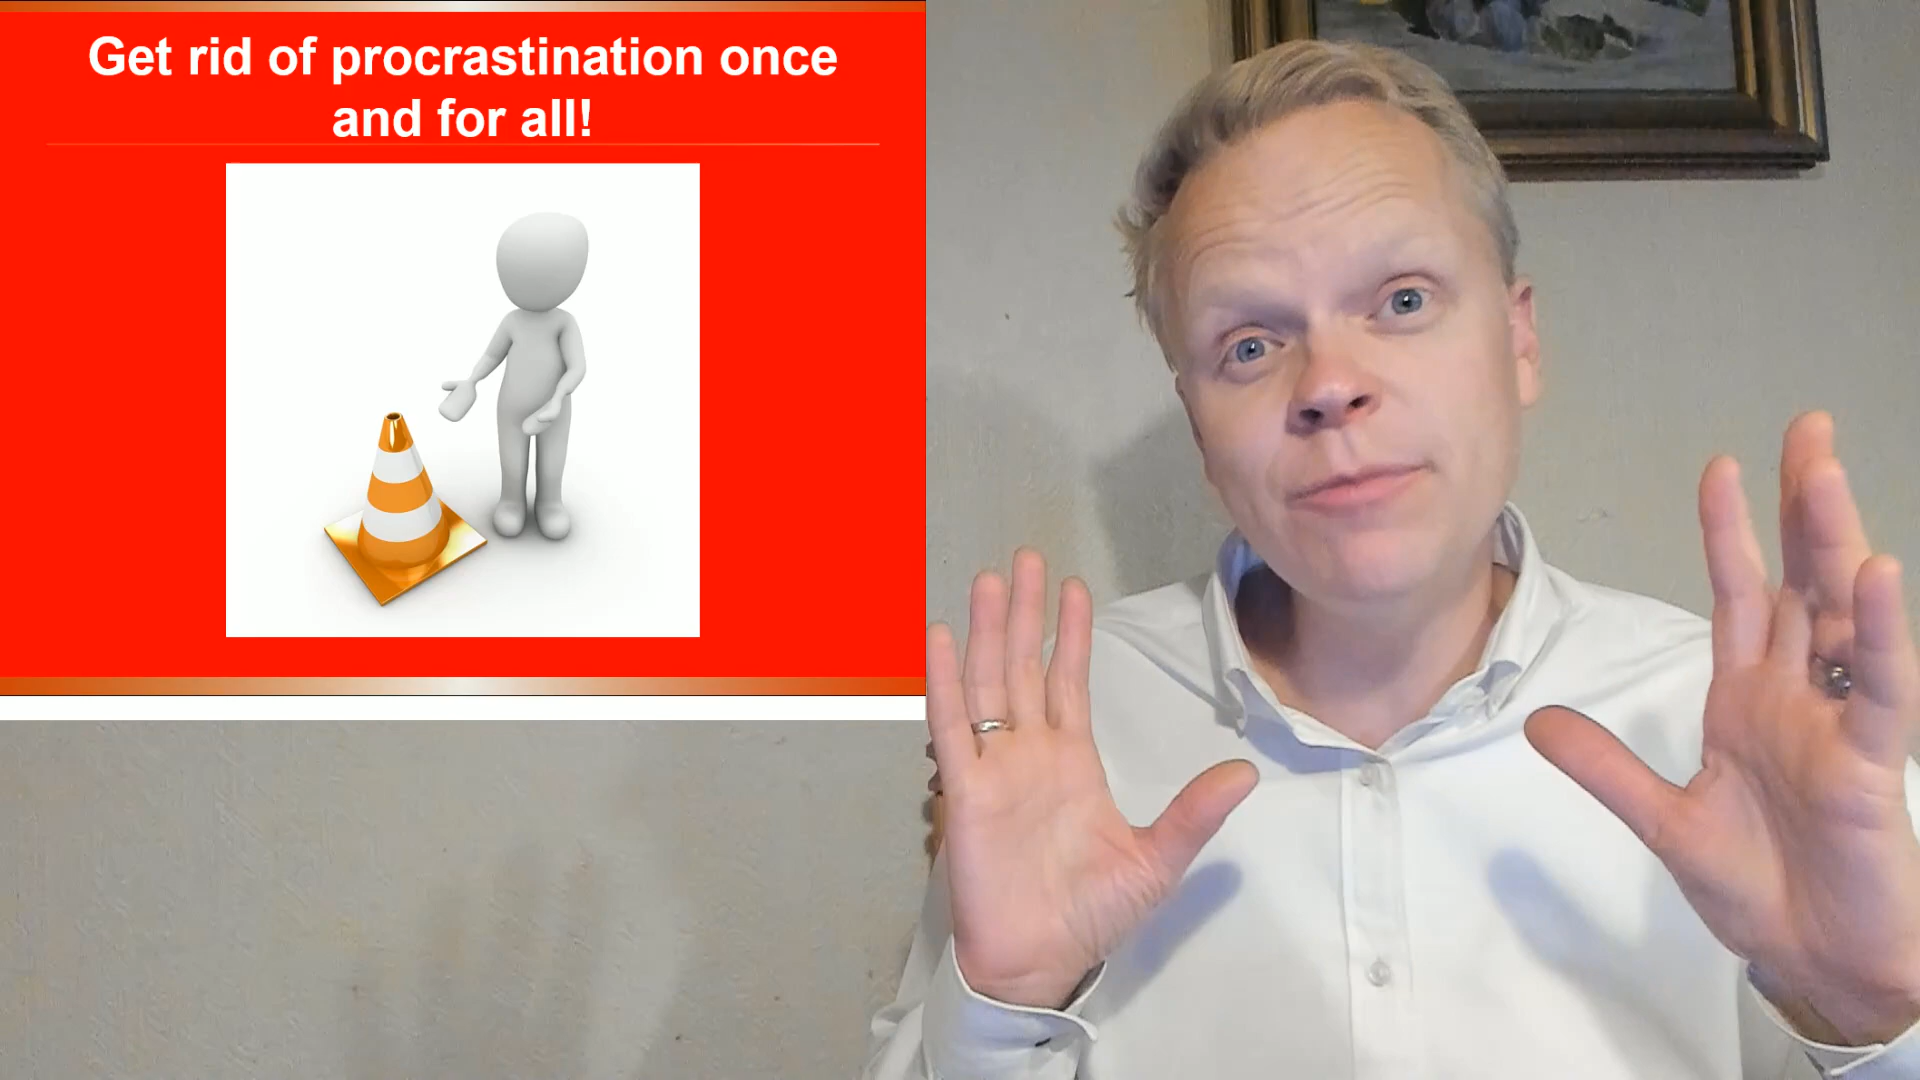 Get rid of procrastination once
and for all!